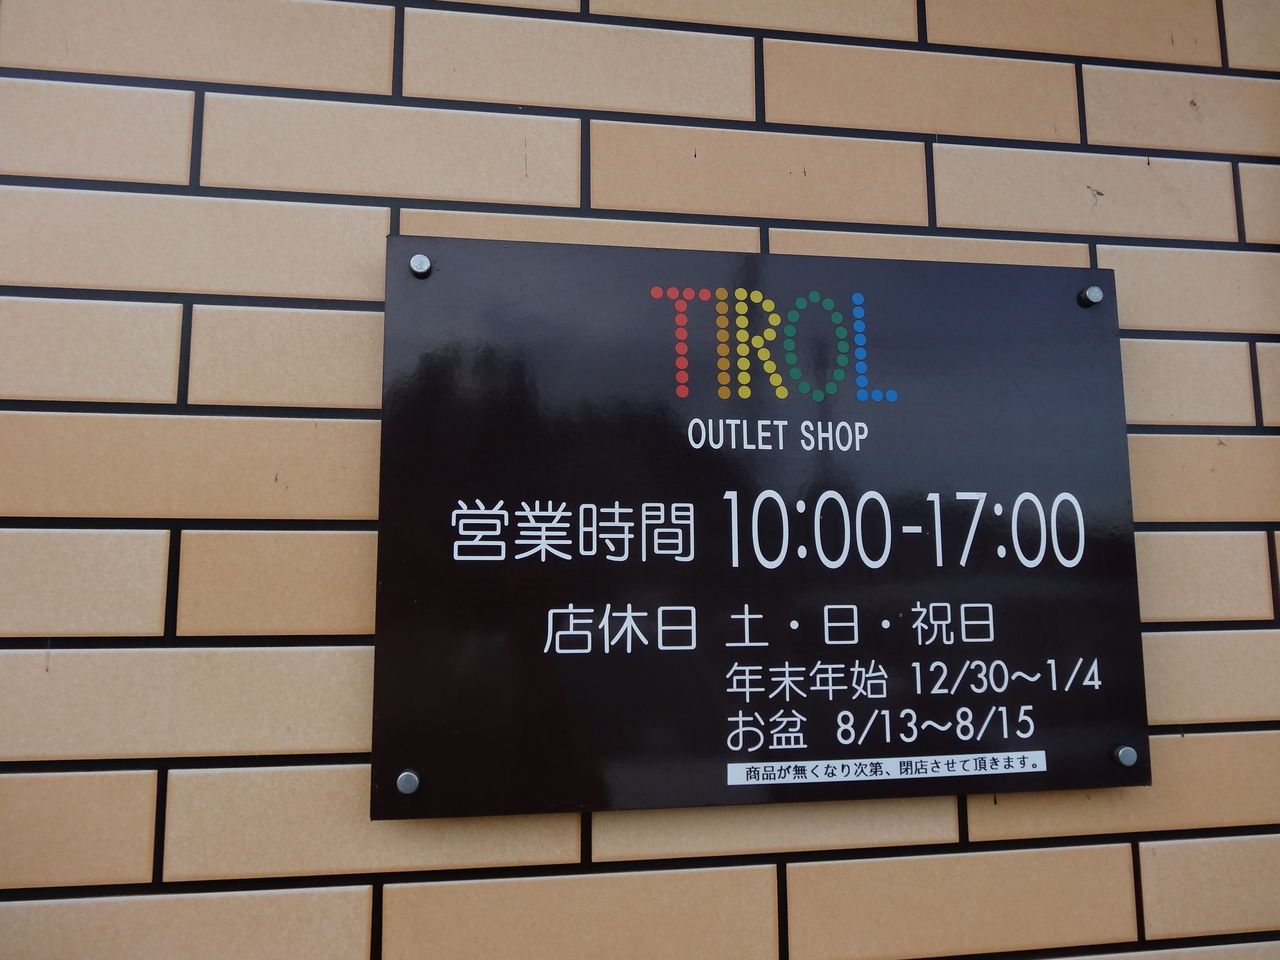 TIROL
OUTLET SHOP
営業時間 10:00-17:00
店休日 土・日・祝日
年末年始 12/30〜1/4
お盆 8/13〜8/15
商品が無くなり次第、閉店させて頂きます。